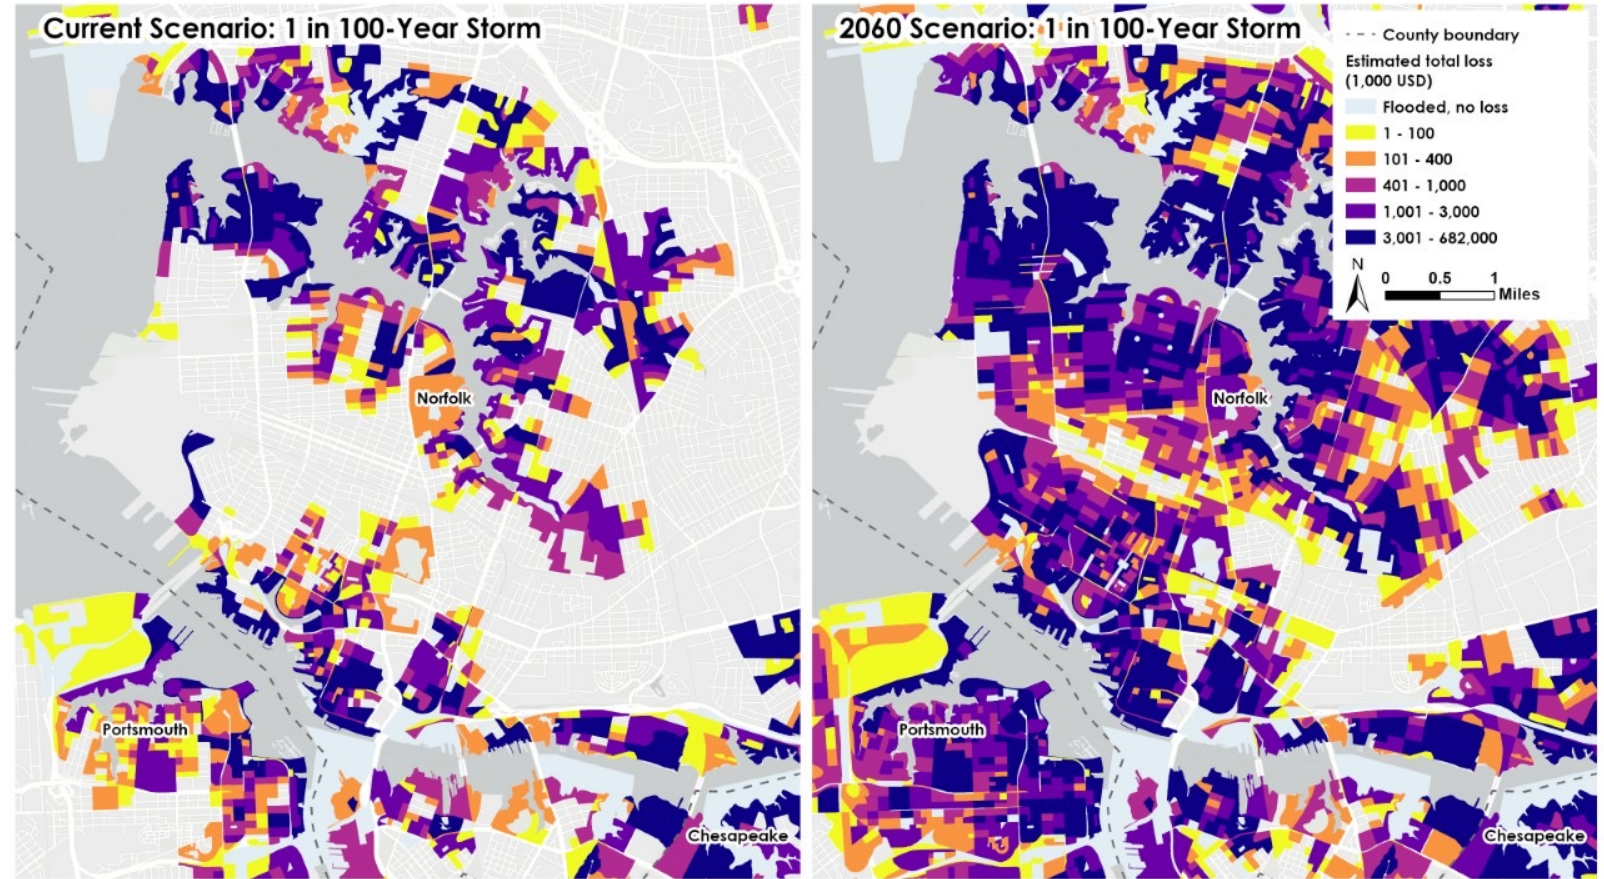 Current Scenario: 1 in 100-Year Storm
2060 Scenario: 1 in 100-Year Storm
County boundary
Estimated total loss
(1,000 USD)
Flooded, no loss
1 - 100
101 - 400
401 - 1,000
1,001 - 3,000
3,001 - 682,000
N
0 0.5 1
Miles
Norfolk
Norfolk
Portsmouth
Portsmouth
Chesapeake
Chesapeake